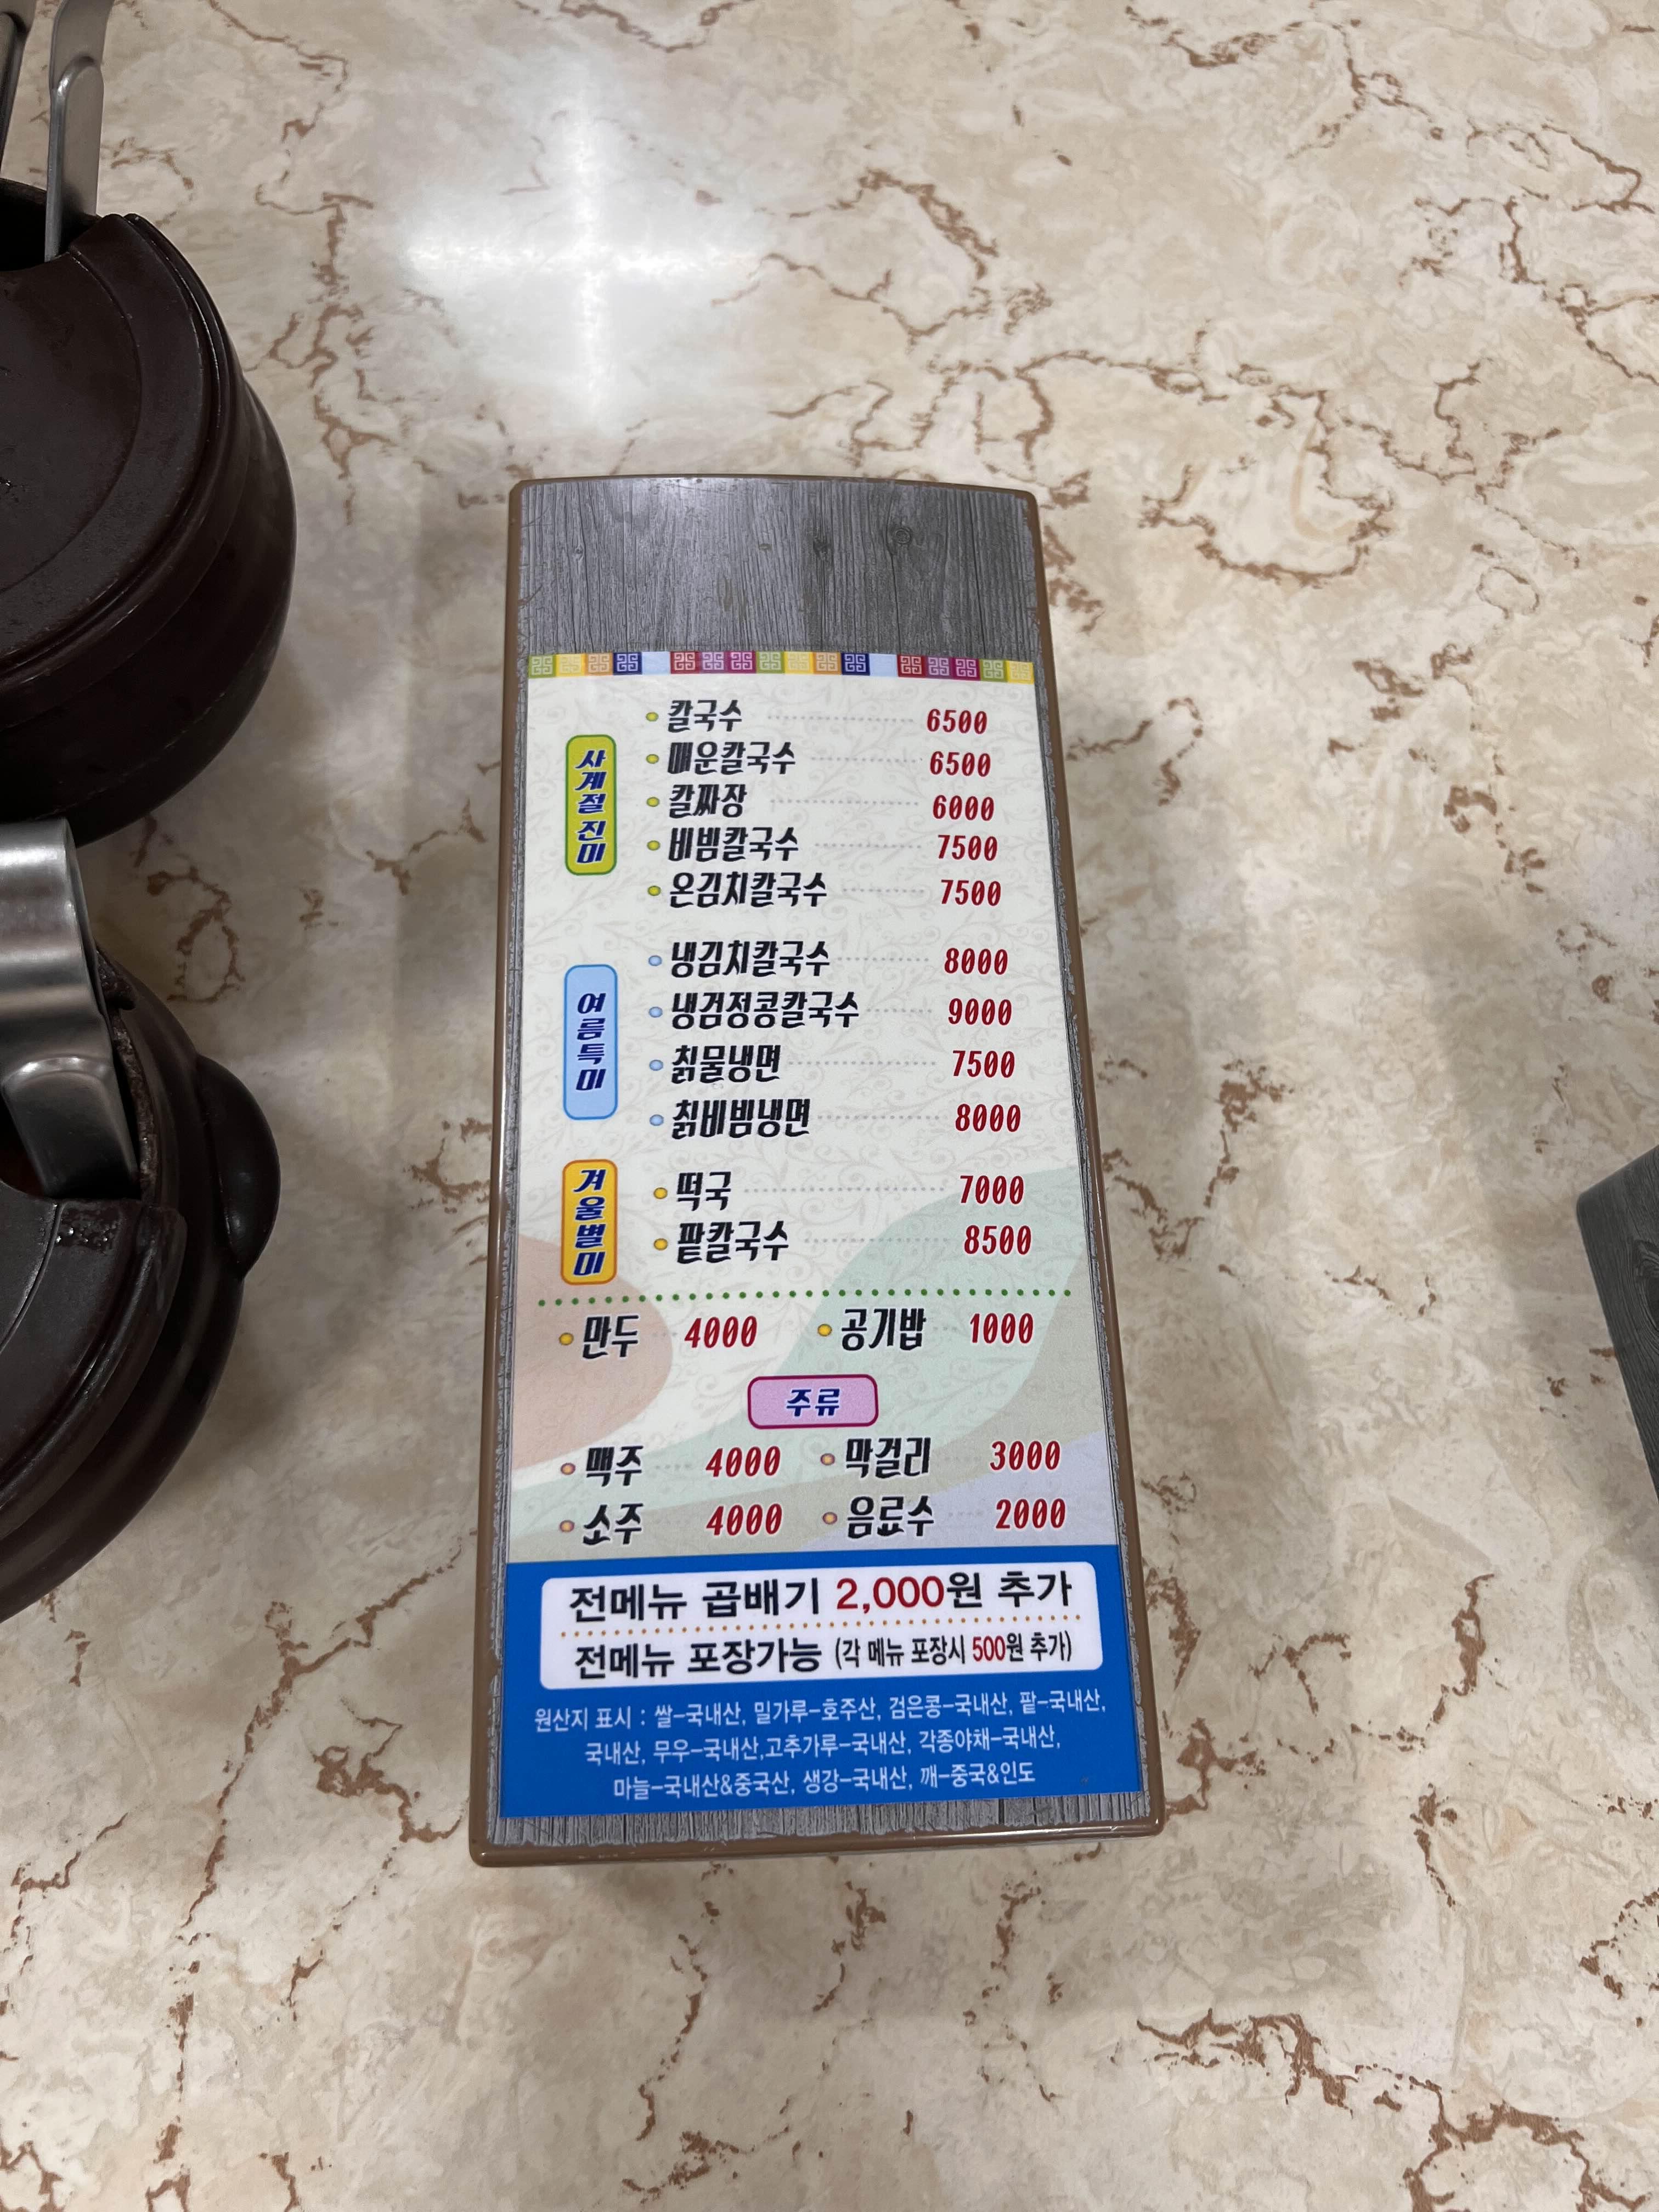 사계절 진미
칼국수 6500
매운칼국수 6500
칼짜장 6000
비빔칼국수 7500
온김치칼국수 7500
여름특미
냉김치칼국수 8000
냉검정콩칼국수 9000
칡물냉면 7500
칡비빔냉면 8000
겨울별미
떡국 7000
팥칼국수 8500
만두 4000 공기밥 1000
주류
맥주 4000 막걸리 3000
소주 4000 음료수 2000
전메뉴 곱배기 2,000원 추가
전메뉴 포장가능 (각 메뉴 포장시 500원 추가)
원산지 표시 : 쌀-국내산, 밀가루-호주산, 검은콩-국내산, 팥-국내산,
국내산, 무우-국내산,고추가루-국내산, 각종야채-국내산,
마늘-국내산&중국산, 생강-국내산, 깨-중국&인도